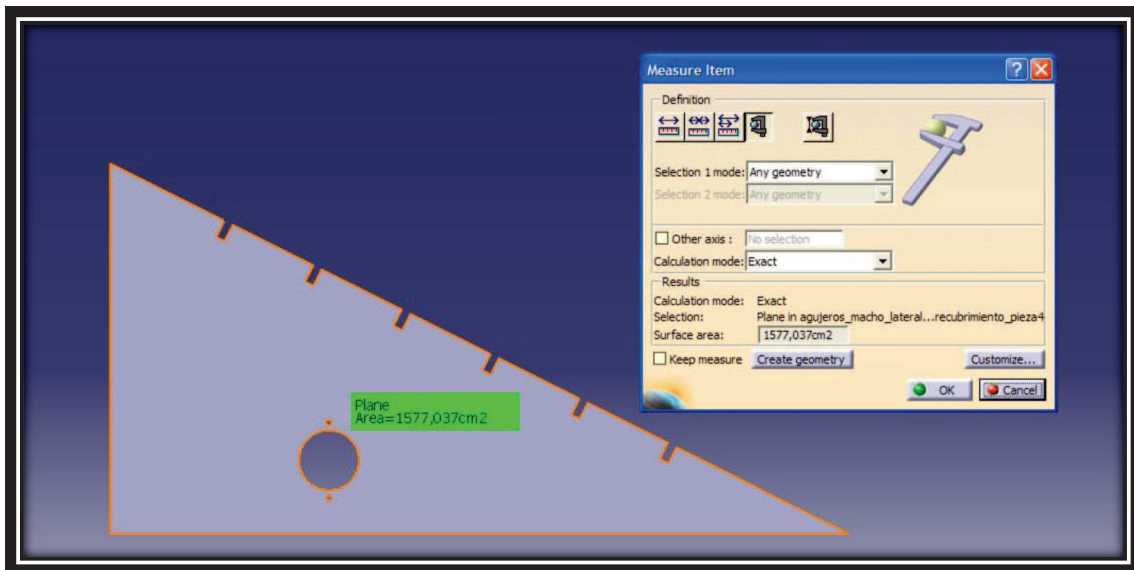 Measure Item
Definition
Selection 1 mode: Any geometry
Selection 2 mode: Any geometry
Other axis : No selection
Calculation mode: Exact
Results
Calculation mode: Exact
Selection: Plane in agujeros_macho_lateral...recubrimiento_pieza4
Surface area: 1577,037cm2
Keep measure Create geometry Customize...
OK Cancel
Plane
Area=1577,037cm2